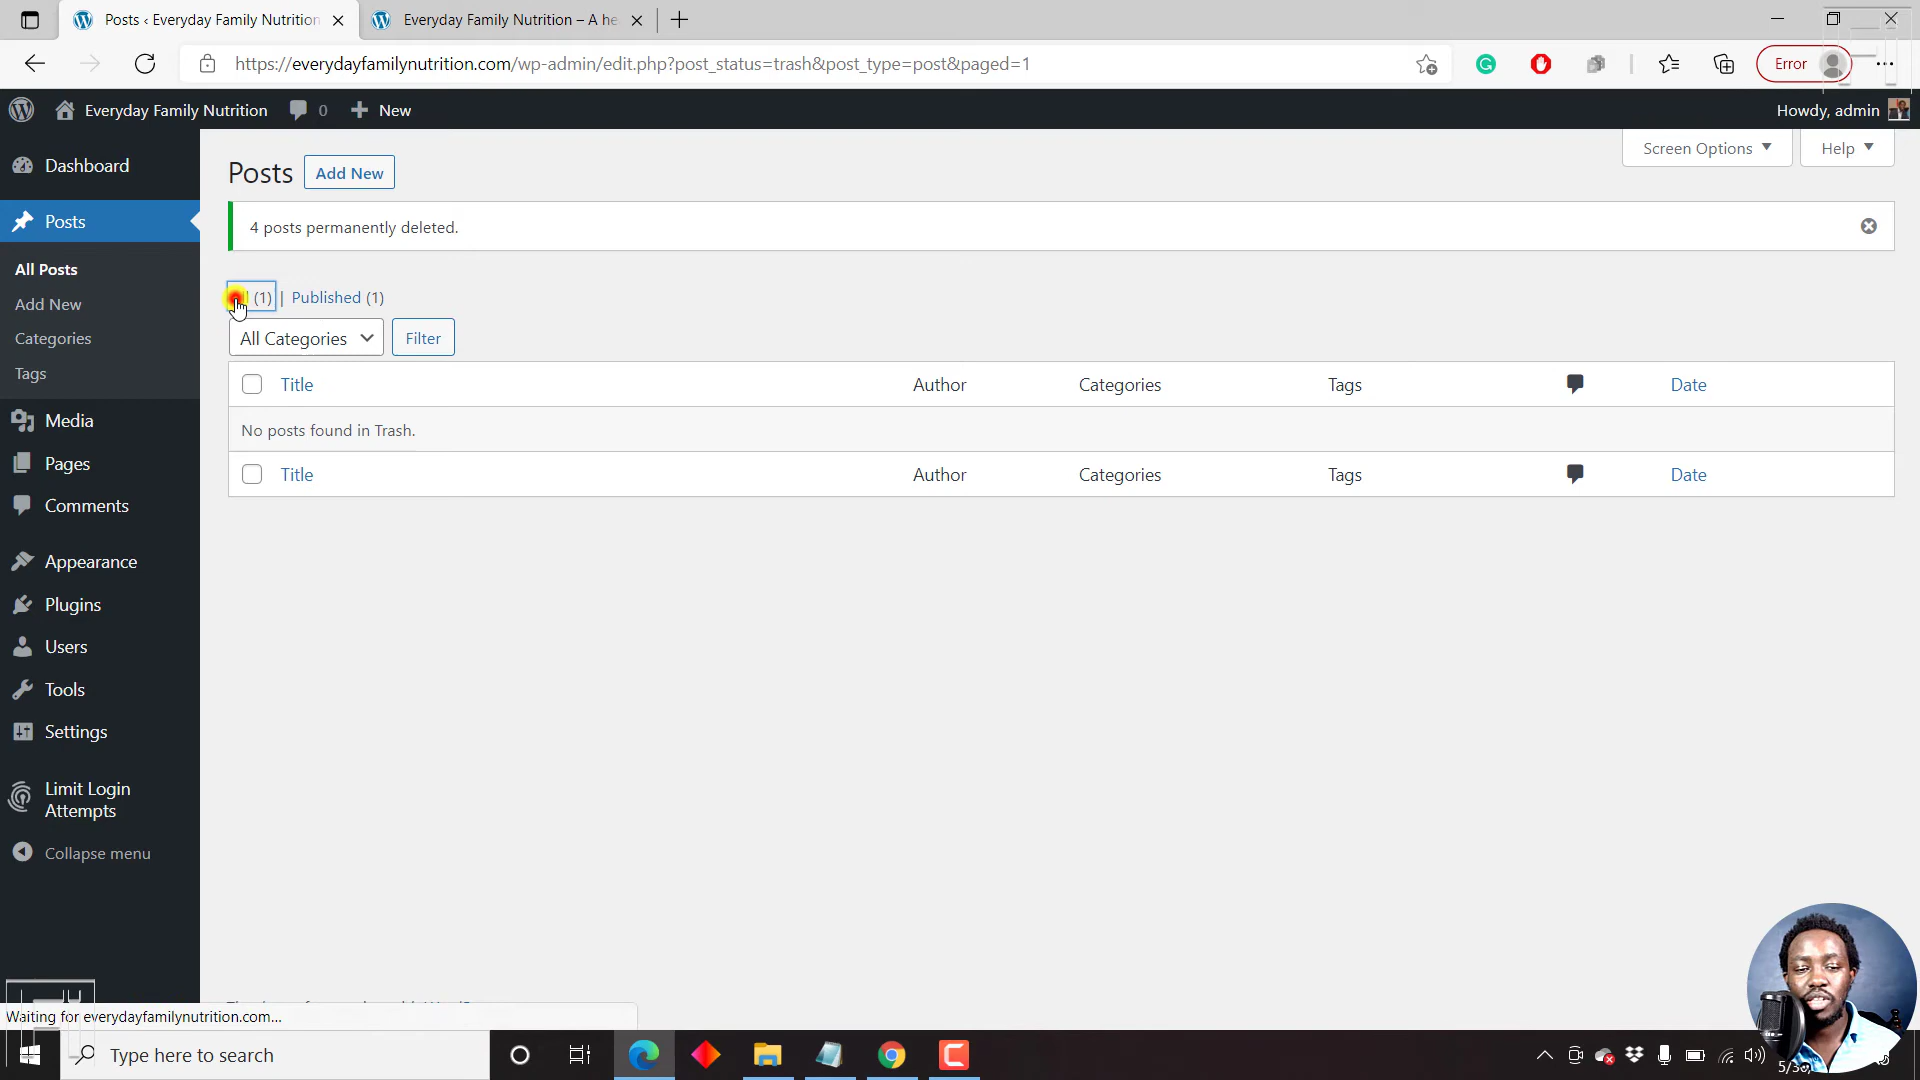 Posts ‹ Everyday Family Nutrition
Everyday Family Nutrition – A he
https://everydayfamilynutrition.com/wp-admin/edit.php?post_status=trash&post_type=post&paged=1
Error
Everyday Family Nutrition
0
New
Howdy, admin
Dashboard
Posts
All Posts
Add New
Categories
Tags
Media
Pages
Comments
Appearance
Plugins
Users
Tools
Settings
Limit Login
Attempts
Collapse menu
Screen Options
Help
Posts
Add New
4 posts permanently deleted.
(1) | Published (1)
All Categories
Filter
Title Author Categories Tags Date
No posts found in Trash.
Title Author Categories Tags Date
Waiting for everydayfamilynutrition.com...
Type here to search